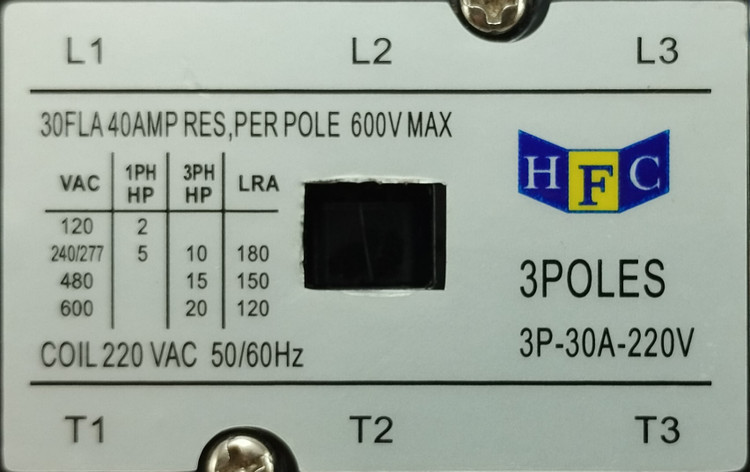 L1 L2 L3
30FLA 40AMP RES,PER POLE 600V MAX
HFC
VAC 1PH HP 3PH HP LRA
120 2
240/277 5 10 180
480 15 150
600 20 120
3POLES
3P-30A-220V
COIL 220 VAC 50/60Hz
T1 T2 T3